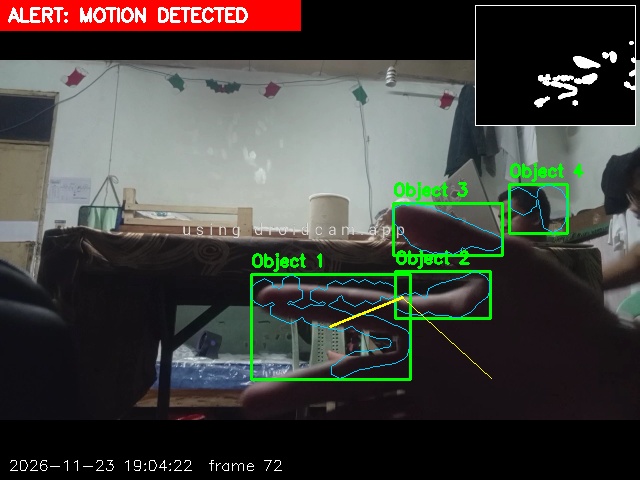 ALERT: MOTION DETECTED
Object 4
Object 3
using droidcam app
Object 1
Object 2
2026-11-23 19:04:22 frame 72